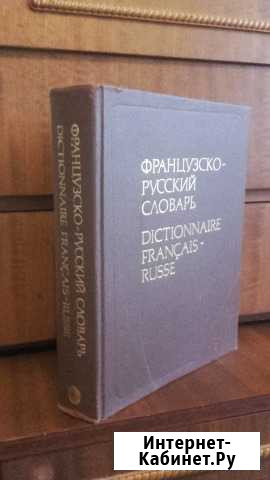 ФРАНЦУЗСКО-РУССКИЙ СЛОВАРЬ
DICTIONNAIRE FRANÇAIS-RUSSE
ФРАНЦУЗСКО-
РУССКИЙ
СЛОВАРЬ
DICTIONNAIRE
FRANÇAIS-
RUSSE
Интернет-
Кабинет.Ру